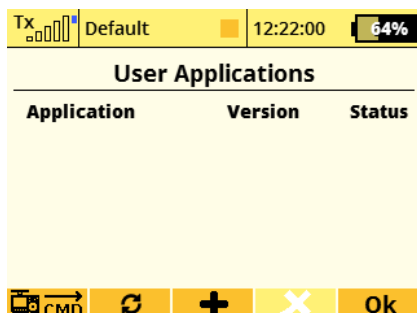 Tx Default 12:22:00 64%
User Applications
Application Version Status
CMD Ok